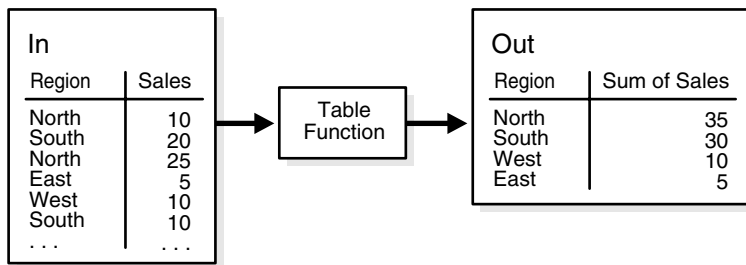 In
Region Sales
North 10
South 20
North 25
East 5
West 10
South 10
. . . . . .
Table
Function
Out
Region Sum of Sales
North 35
South 30
West 10
East 5